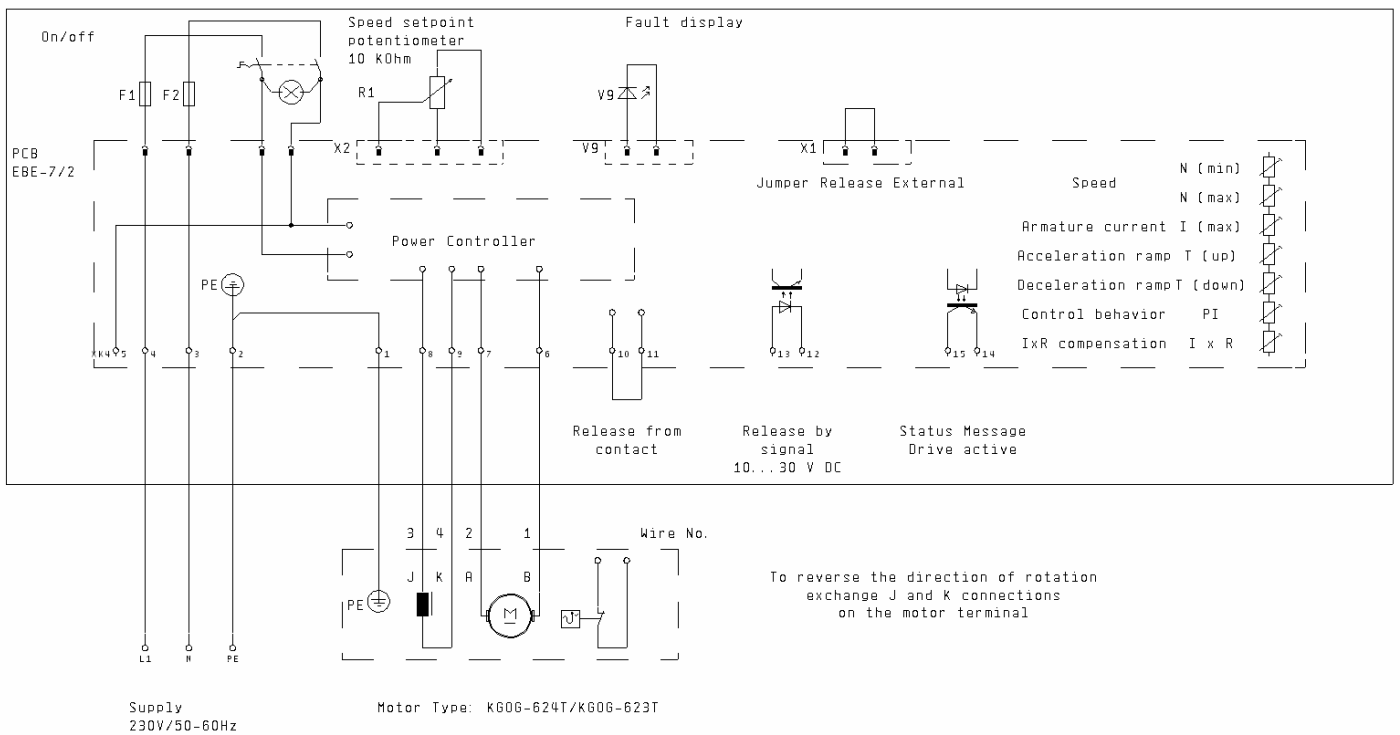 On/off
Speed setpoint
potentiometer
10 KOhm
Fault display
F1
F2
R1
V9
PCB
EBE-7/2
X2
V9
X1
Jumper Release External
Speed
N (min)
N (max)
Armature current I (max)
Acceleration ramp T (up)
Deceleration ramp T (down)
Control behavior PI
IxR compensation I x R
Power Controller
PE
5
4
3
2
1
8
9
7
6
10
11
13
12
15
14
Release from
contact
Release by
signal
10...30 V DC
Status Message
Drive active
3 4 2 1 Wire No.
J K A B
PE
M
To reverse the direction of rotation
exchange J and K connections
on the motor terminal
L1 N PE
Supply
230V/50-60Hz
Motor Type: KGOG-624T/KGOG-623T